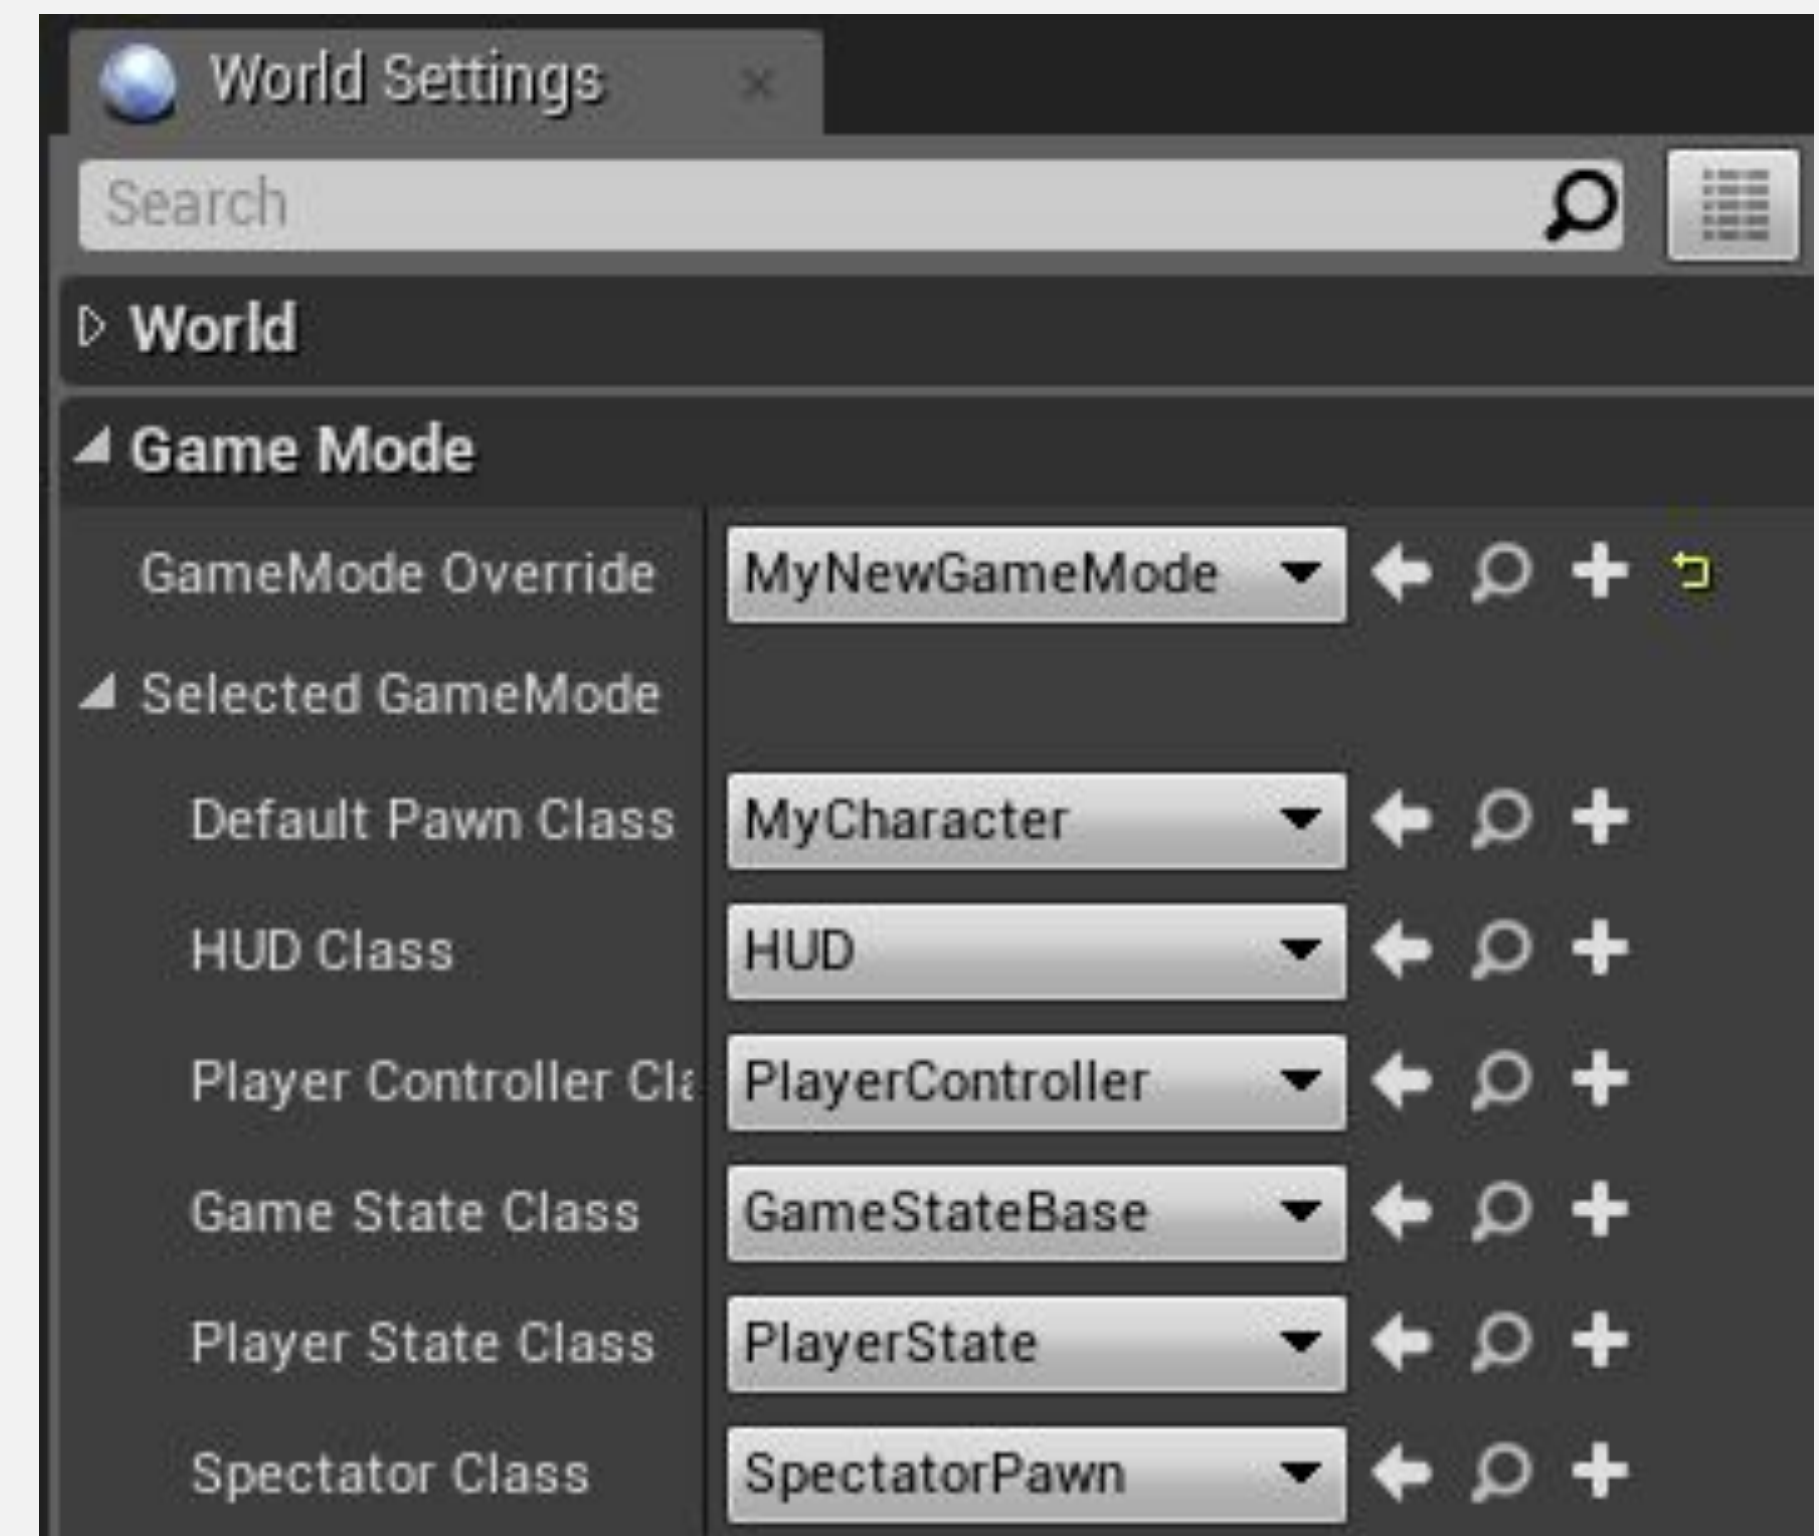 World Settings
Search
World
Game Mode
GameMode Override MyNewGameMode
Selected GameMode
Default Pawn Class MyCharacter
HUD Class HUD
Player Controller Cla PlayerController
Game State Class GameStateBase
Player State Class PlayerState
Spectator Class SpectatorPawn